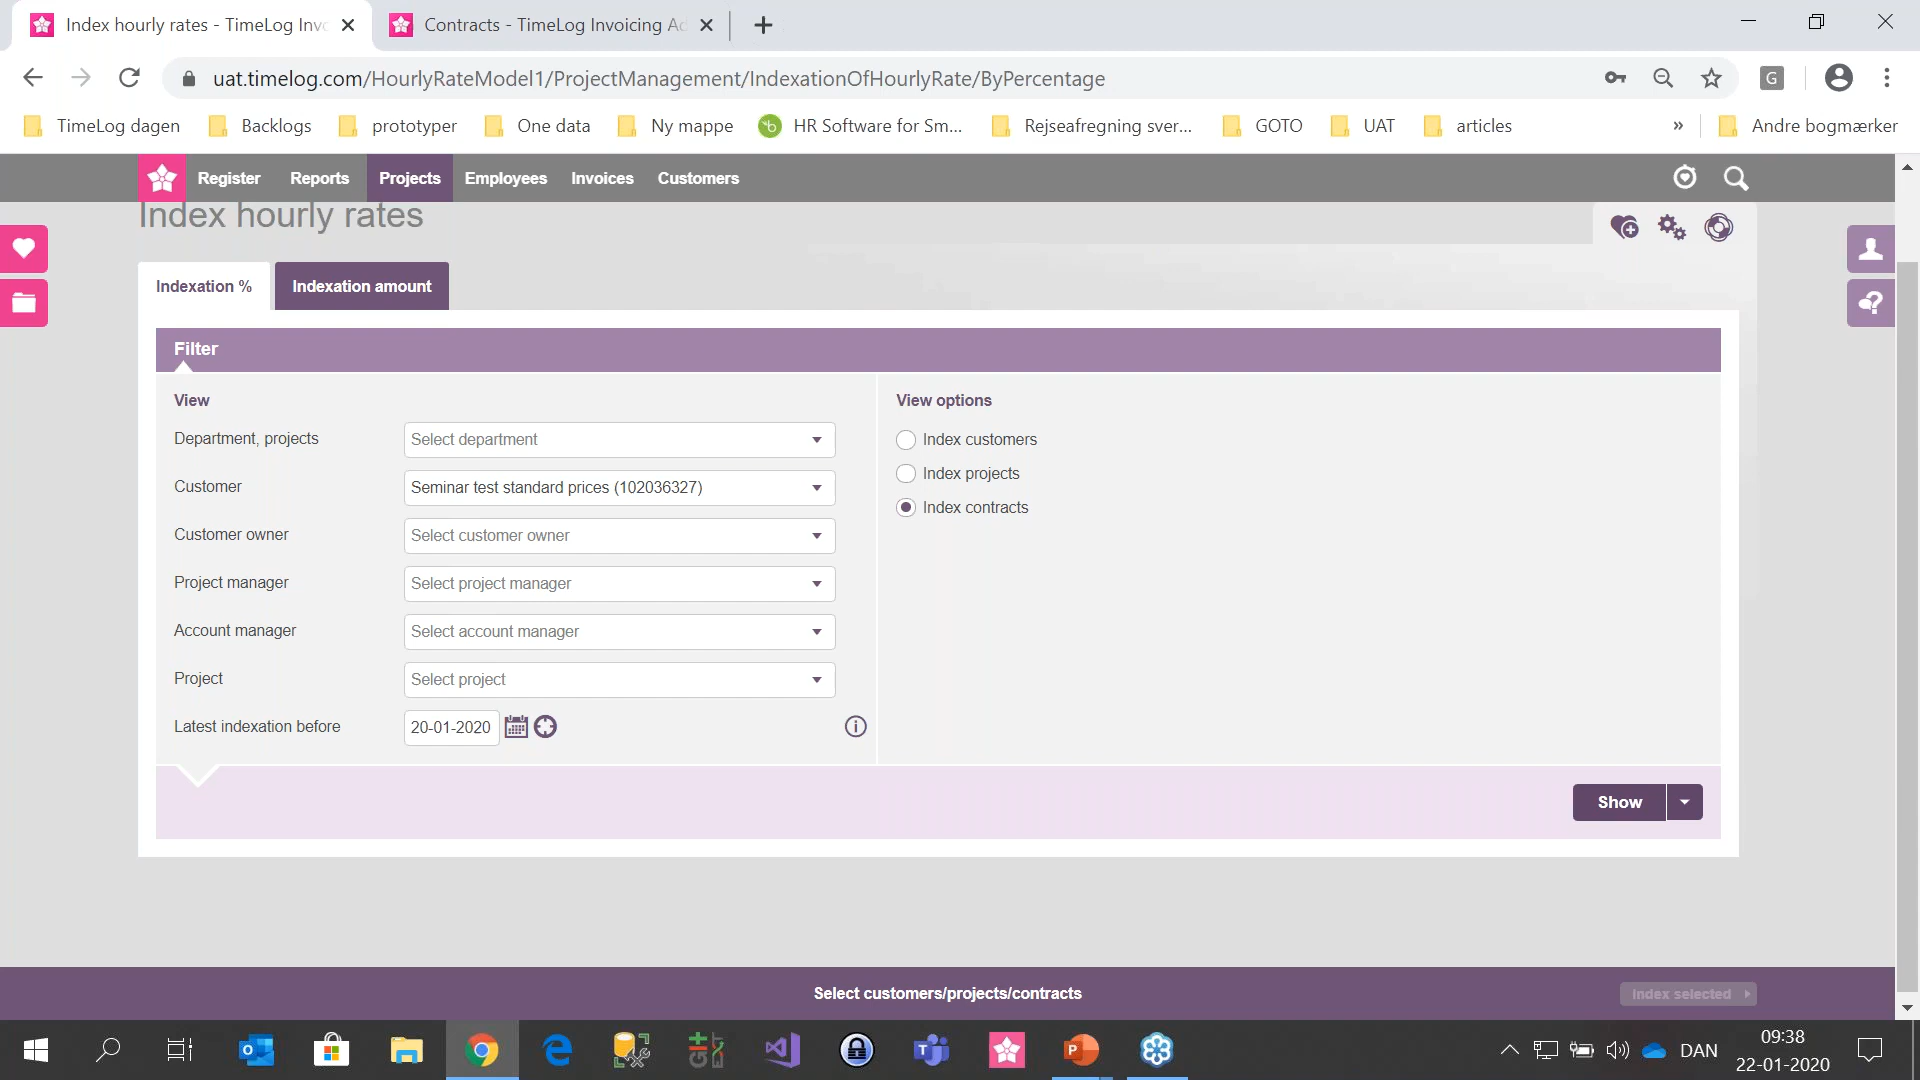 Index hourly rates - TimeLog Invo
Contracts - TimeLog Invoicing Ad
uat.timelog.com/HourlyRateModel1/ProjectManagement/IndexationOfHourlyRate/ByPercentage
G
TimeLog dagen
Backlogs
prototyper
One data
Ny mappe
HR Software for Sm...
Rejseafregning sver...
GOTO
UAT
articles
»
Andre bogmærker
Register
Reports
Projects
Employees
Invoices
Customers
Index hourly rates
Indexation %
Indexation amount
Filter
View
View options
Department, projects
Select department
Index customers
Index projects
Customer
Seminar test standard prices (102036327)
Index contracts
Customer owner
Select customer owner
Project manager
Select project manager
Account manager
Select account manager
Project
Select project
Latest indexation before
20-01-2020
Show
Select customers/projects/contracts
Index selected
DAN
09:38
22-01-2020